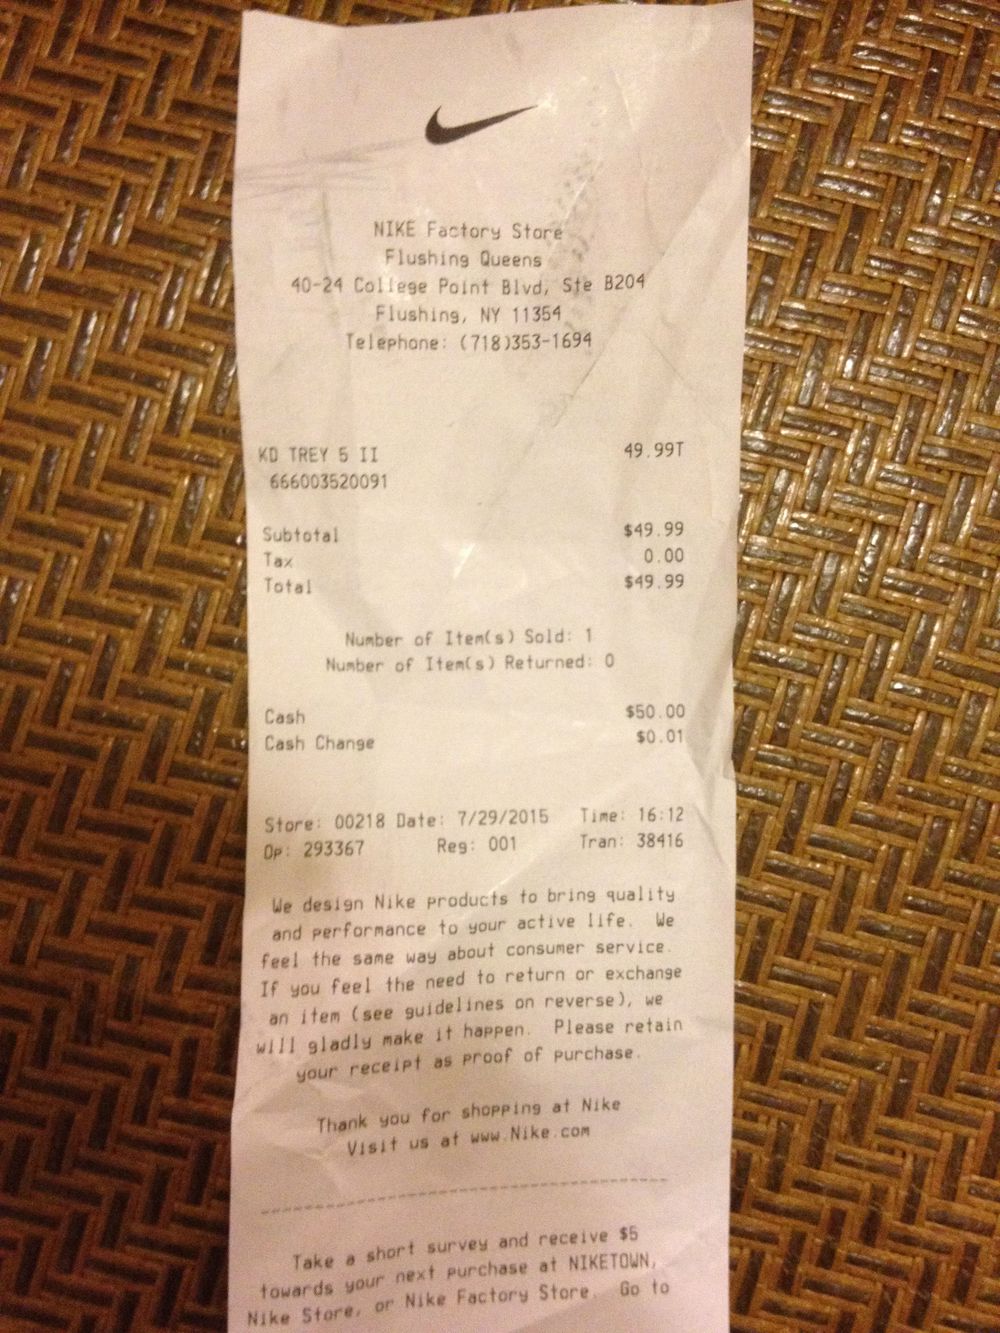 NIKE Factory Store
Flushing Queens
40-24 College Point Blvd, Ste B204
Flushing, NY 11354
Telephone: (718)353-1694
KD TREY 5 II 49.99T
666003520091
Subtotal $49.99
Tax 0.00
Total $49.99
Number of Item(s) Sold: 1
Number of Item(s) Returned: 0
Cash $50.00
Cash Change $0.01
Store: 00218 Date: 7/29/2015 Time: 16:12
Op: 293367 Reg: 001 Tran: 38416
We design Nike products to bring quality
and performance to your active life. We
feel the same way about consumer service.
If you feel the need to return or exchange
an item (see guidelines on reverse), we
will gladly make it happen. Please retain
your receipt as proof of purchase.
Thank you for shopping at Nike
Visit us at www.Nike.com
Take a short survey and receive $5
towards your next purchase at NIKETOWN,
Nike Store, or Nike Factory Store. Go to